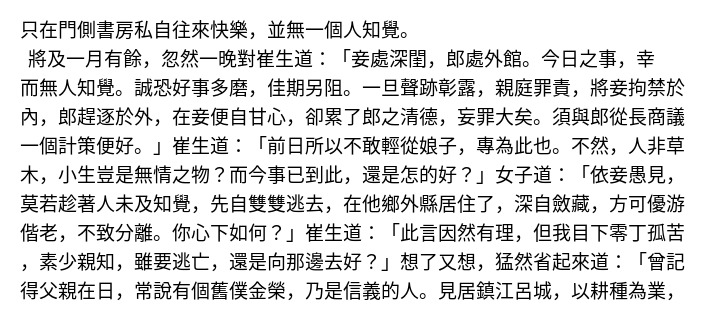 只在門側書房私自往來快樂，並無一個人知覺。
將及一月有餘，忽然一晚對崔生道：「妾處深閨，郎處外館。今日之事，幸
而無人知覺。誠恐好事多磨，佳期另阻。一旦聲跡彰露，親庭罪責，將妾拘禁於
內，郎趕逐於外，在妾便自甘心，卻累了郎之清德，妄罪大矣。須與郎從長商議
一個計策便好。」崔生道：「前日所以不敢輕從娘子，專為此也。不然，人非草
木，小生豈是無情之物？而今事已到此，還是怎的好？」女子道：「依妾愚見，
莫若趁著人未及知覺，先自雙雙逃去，在他鄉外縣居住了，深自斂藏，方可優游
偕老，不致分離。你心下如何？」崔生道：「此言因然有理，但我目下零丁孤苦
，素少親知，雖要逃亡，還是向那邊去好？」想了又想，猛然省起來道：「曾記
得父親在日，常說有個舊僕金榮，乃是信義的人。見居鎮江呂城，以耕種為業，